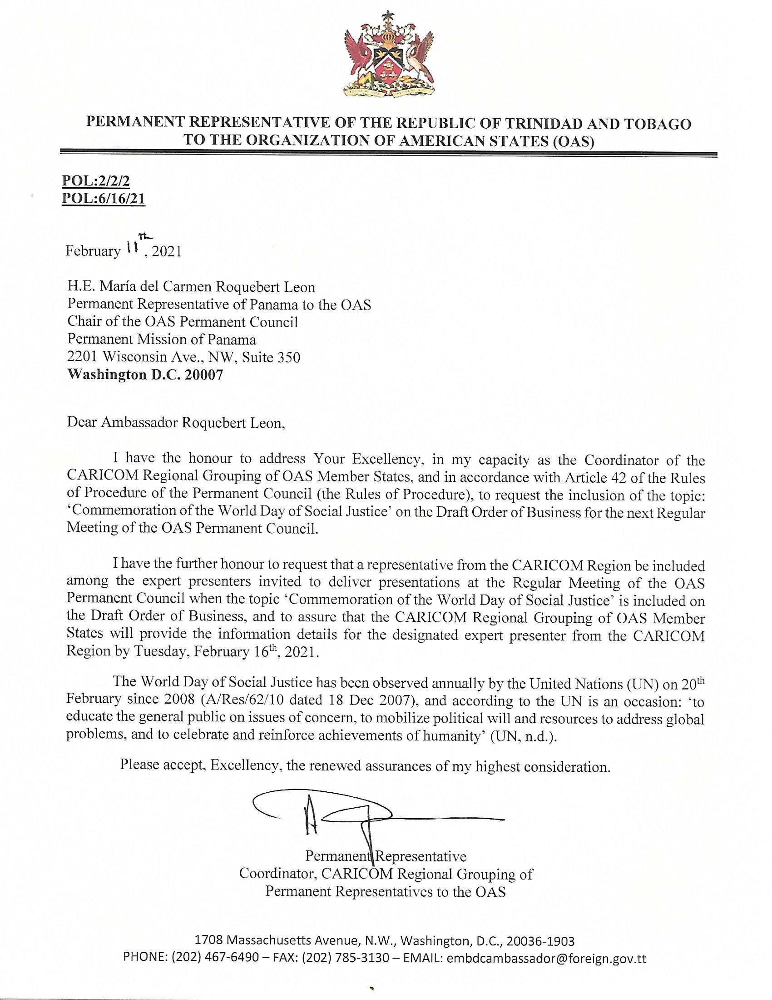 PERMANENT REPRESENTATIVE OF THE REPUBLIC OF TRINIDAD AND TOBAGO
TO THE ORGANIZATION OF AMERICAN STATES (OAS)
POL:2/2/2
POL:6/16/21
February 11th, 2021
H.E. María del Carmen Roquebert Leon
Permanent Representative of Panama to the OAS
Chair of the OAS Permanent Council
Permanent Mission of Panama
2201 Wisconsin Ave., NW, Suite 350
Washington D.C. 20007
Dear Ambassador Roquebert Leon,
I have the honour to address Your Excellency, in my capacity as the Coordinator of the
CARICOM Regional Grouping of OAS Member States, and in accordance with Article 42 of the Rules
of Procedure of the Permanent Council (the Rules of Procedure), to request the inclusion of the topic:
‘Commemoration of the World Day of Social Justice’ on the Draft Order of Business for the next Regular
Meeting of the OAS Permanent Council.
I have the further honour to request that a representative from the CARICOM Region be included
among the expert presenters invited to deliver presentations at the Regular Meeting of the OAS
Permanent Council when the topic ‘Commemoration of the World Day of Social Justice’ is included on
the Draft Order of Business, and to assure that the CARICOM Regional Grouping of OAS Member
States will provide the information details for the designated expert presenter from the CARICOM
Region by Tuesday, February 16th, 2021.
The World Day of Social Justice has been observed annually by the United Nations (UN) on 20th
February since 2008 (A/Res/62/10 dated 18 Dec 2007), and according to the UN is an occasion: ‘to
educate the general public on issues of concern, to mobilize political will and resources to address global
problems, and to celebrate and reinforce achievements of humanity’ (UN, n.d.).
Please accept, Excellency, the renewed assurances of my highest consideration.
Permanent Representative
Coordinator, CARICOM Regional Grouping of
Permanent Representatives to the OAS
1708 Massachusetts Avenue, N.W., Washington, D.C., 20036-1903
PHONE: (202) 467-6490 – FAX: (202) 785-3130 – EMAIL: embdcambassador@foreign.gov.tt